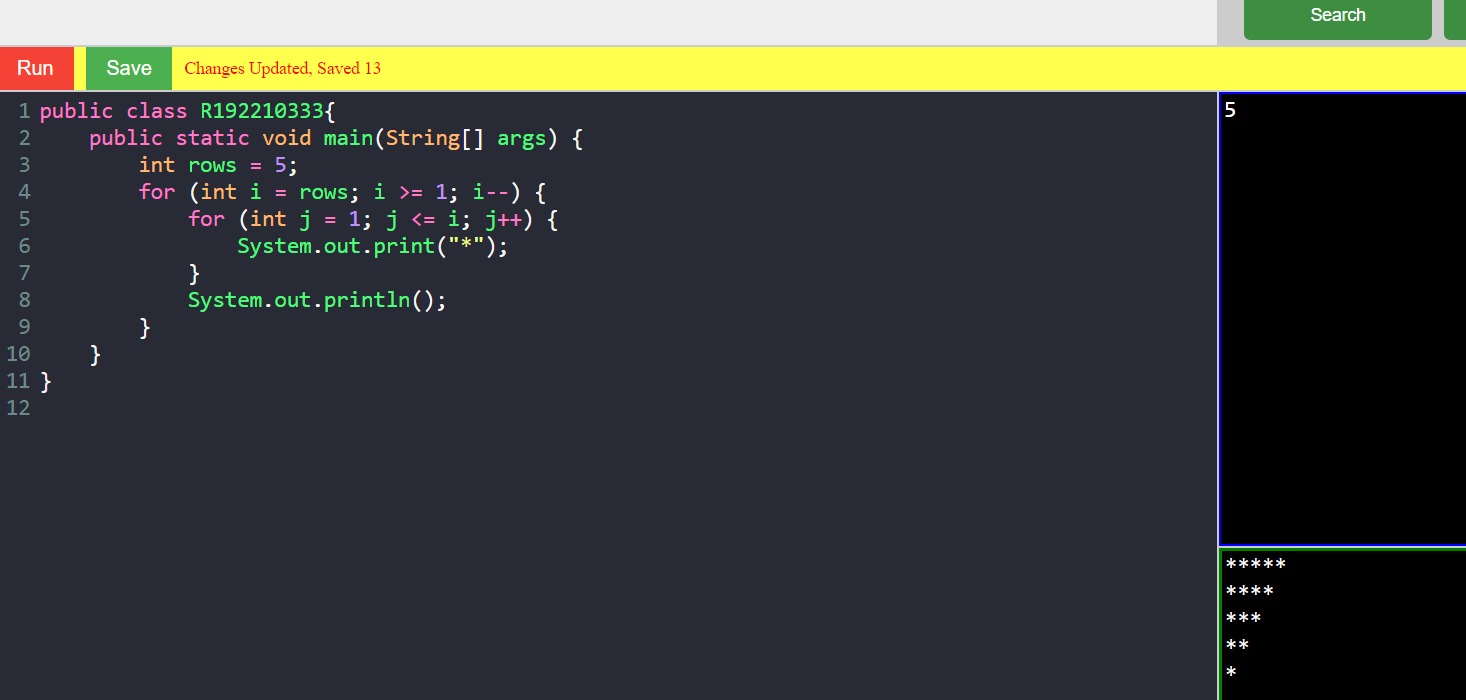 Search
Run Save Changes Updated, Saved 13
1 public class R192210333{
2     public static void main(String[] args) {
3         int rows = 5;
4         for (int i = rows; i >= 1; i--) {
5             for (int j = 1; j <= i; j++) {
6                 System.out.print("*");
7             }
8             System.out.println();
9         }
10     }
11 }
12
5
*****
****
***
**
*